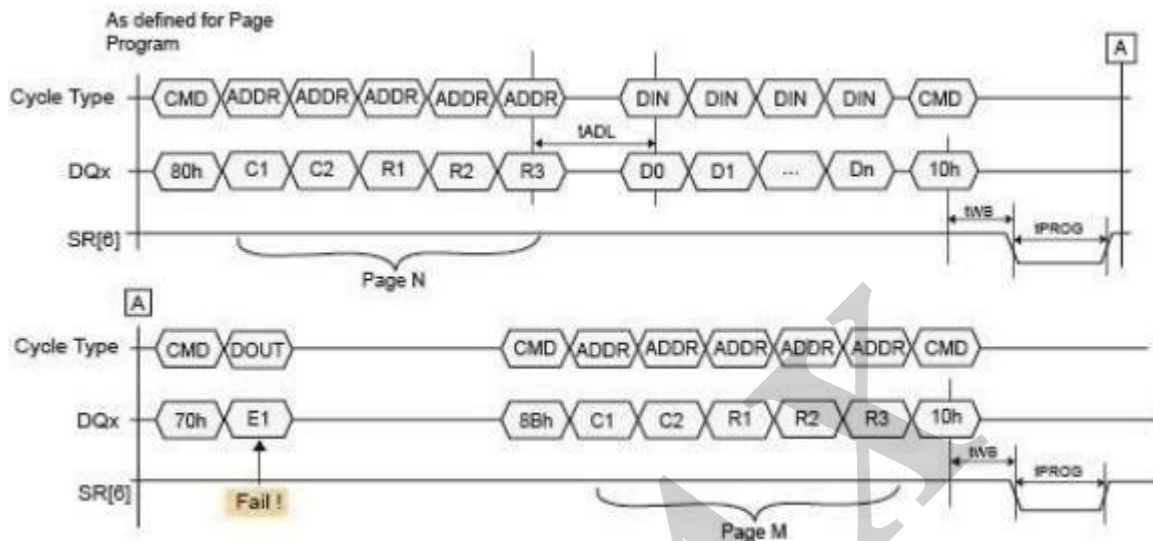 As defined for Page
Program
A
Cycle Type CMD ADDR ADDR ADDR ADDR ADDR DIN DIN DIN DIN CMD
tADL
DQx 80h C1 C2 R1 R2 R3 D0 D1 ... Dn 10h
tWB
tPROG
SR[6]
Page N
A
Cycle Type CMD DOUT CMD ADDR ADDR ADDR ADDR ADDR CMD
DQx 70h E1 8Bh C1 C2 R1 R2 R3 10h
tWB
tPROG
SR[6]
Fail !
Page M